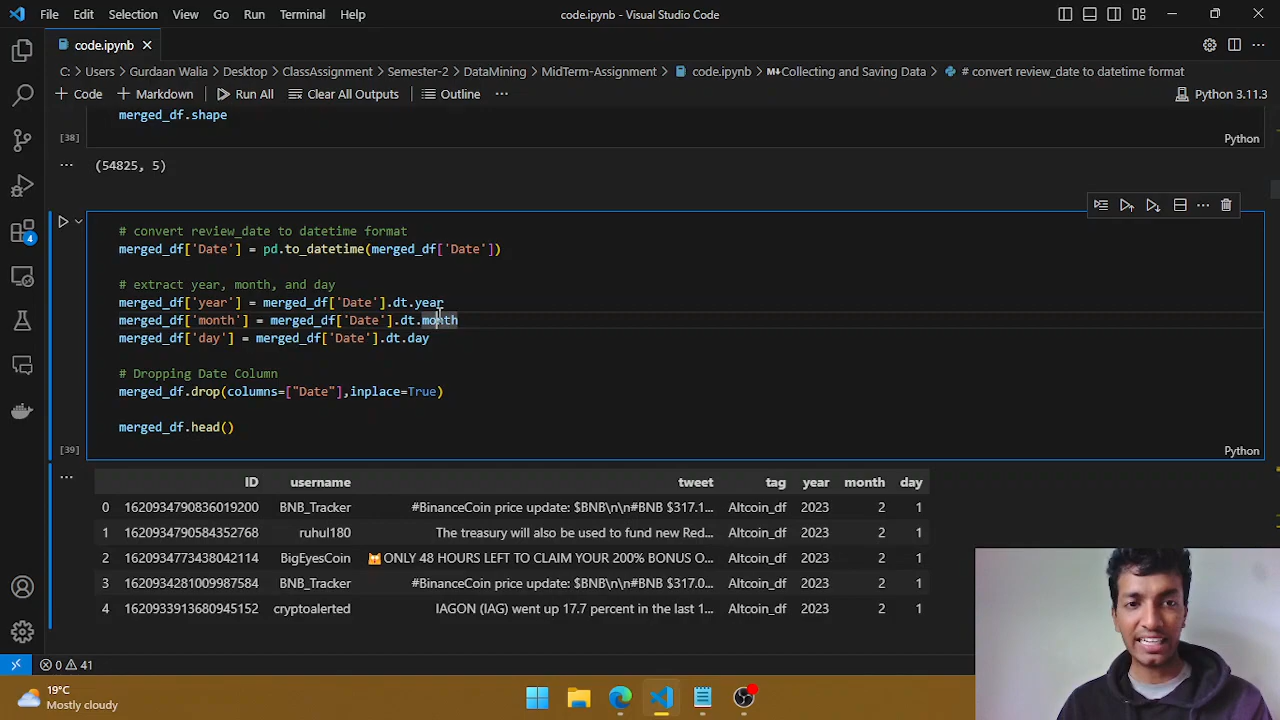 File Edit Selection View Go Run Terminal Help
code.ipynb - Visual Studio Code
code.ipynb
C: > Users > Gurdaan Walia > Desktop > ClassAssignment > Semester-2 > DataMining > MidTerm-Assignment > code.ipynb > Collecting and Saving Data > # convert review_date to datetime format
+ Code + Markdown Run All Clear All Outputs Outline ... Python 3.11.3
merged_df.shape
[38] Python
(54825, 5)
# convert review_date to datetime format
merged_df['Date'] = pd.to_datetime(merged_df['Date'])
# extract year, month, and day
merged_df['year'] = merged_df['Date'].dt.year
merged_df['month'] = merged_df['Date'].dt.month
merged_df['day'] = merged_df['Date'].dt.day
# Dropping Date Column
merged_df.drop(columns=["Date"],inplace=True)
merged_df.head()
[39] Python
4
ID username tweet tag year month day
0 1620934790836019200 BNB_Tracker #BinanceCoin price update: $BNB\n\n#BNB $317.1... Altcoin_df 2023 2 1
1 1620934790584352768 ruhul180 The treasury will also be used to fund new Red... Altcoin_df 2023 2 1
2 1620934773438042114 BigEyesCoin 🙀ONLY 48 HOURS LEFT TO CLAIM YOUR 200% BONUS O... Altcoin_df 2023 2 1
3 1620934281009987584 BNB_Tracker #BinanceCoin price update: $BNB\n\n#BNB $317.0... Altcoin_df 2023 2 1
4 1620933913680945152 cryptoalerted IAGON (IAG) went up 17.7 percent in the last 1... Altcoin_df 2023 2 1
0 41
19°C
Mostly cloudy